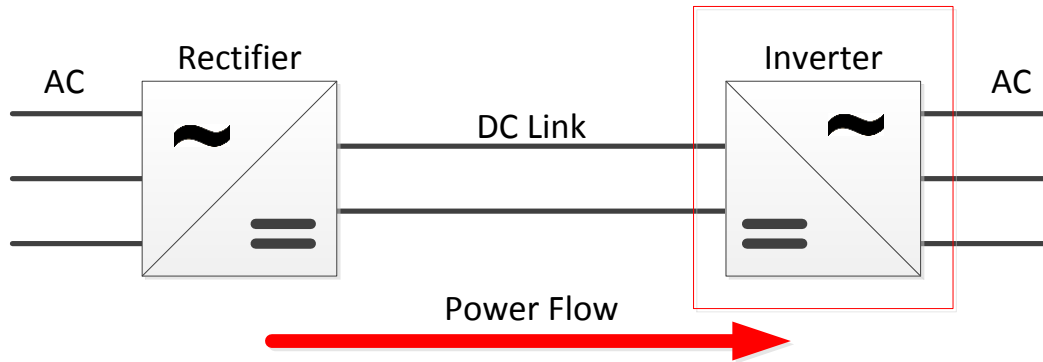 Rectifier
Inverter
AC
AC
DC Link
Power Flow